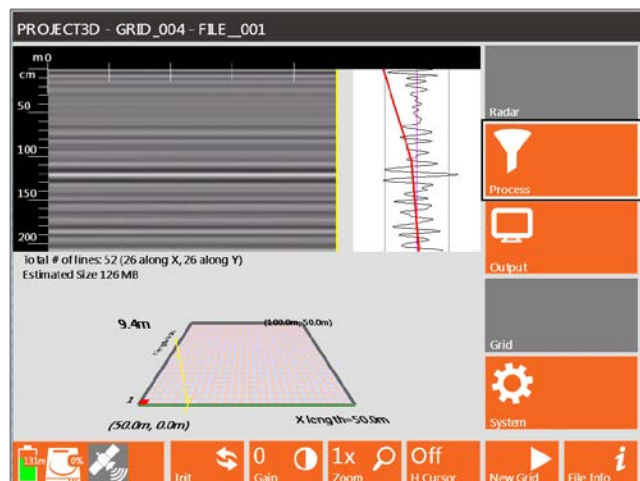 PROJECT3D - GRID_004 - FILE__001
m 0
cm
50
100
150
200
Radar
Process
Output
Grid
System
Total # of lines: 52 (26 along X, 26 along Y)
Estimated Size 126 MB
9.4m
(100.0m, 50.0m)
1
(50.0m, 0.0m)
X length=50.0m
131m
0%
Init
0
Gain
1x
Zoom
Off
H Cursor
New Grid
i
File Info